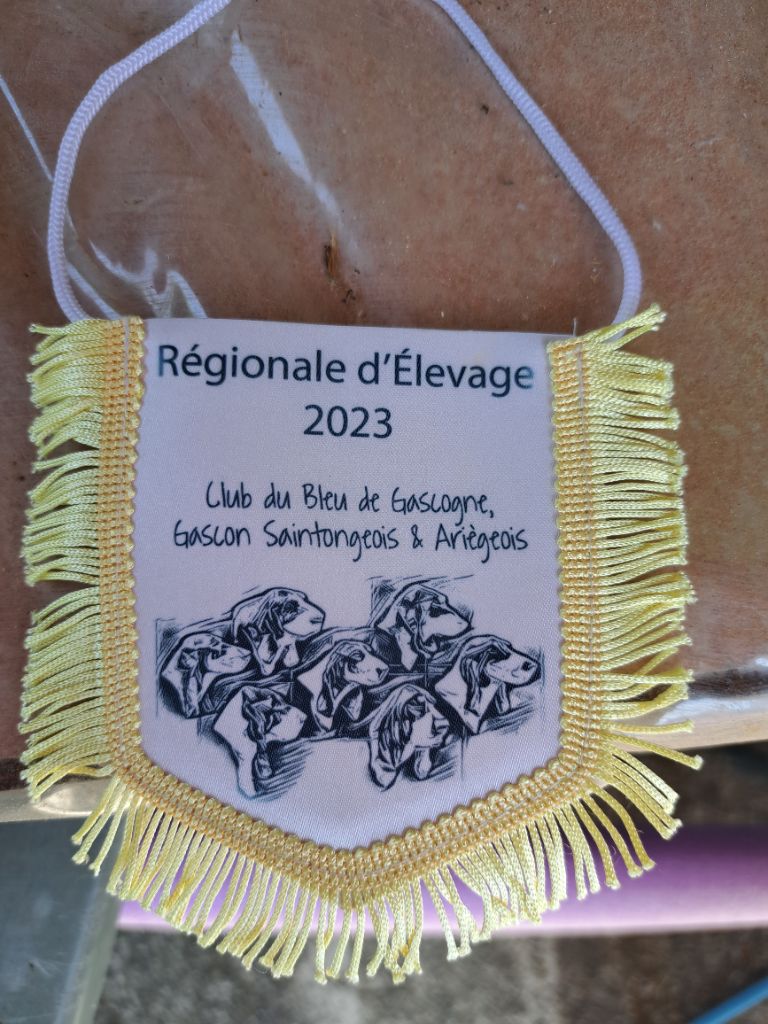 Régionale d'Élevage
2023
Club du Bleu de Gascogne,
Gascon Saintongeois & Ariègeois